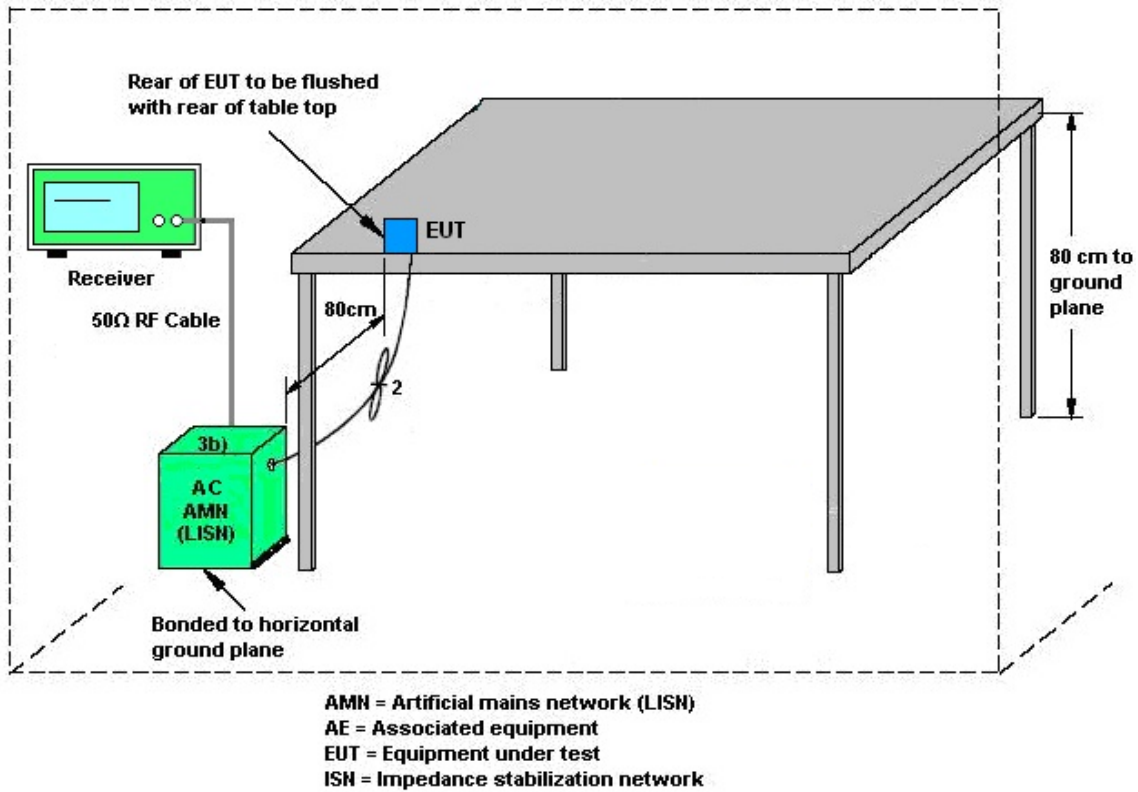 Rear of EUT to be flushed
with rear of table top
EUT
Receiver
80 cm to
ground
plane
50Ω RF Cable
80cm
2
3b)
AC
AMN
(LISN)
Bonded to horizontal
ground plane
AMN = Artificial mains network (LISN)
AE = Associated equipment
EUT = Equipment under test
ISN = Impedance stabilization network